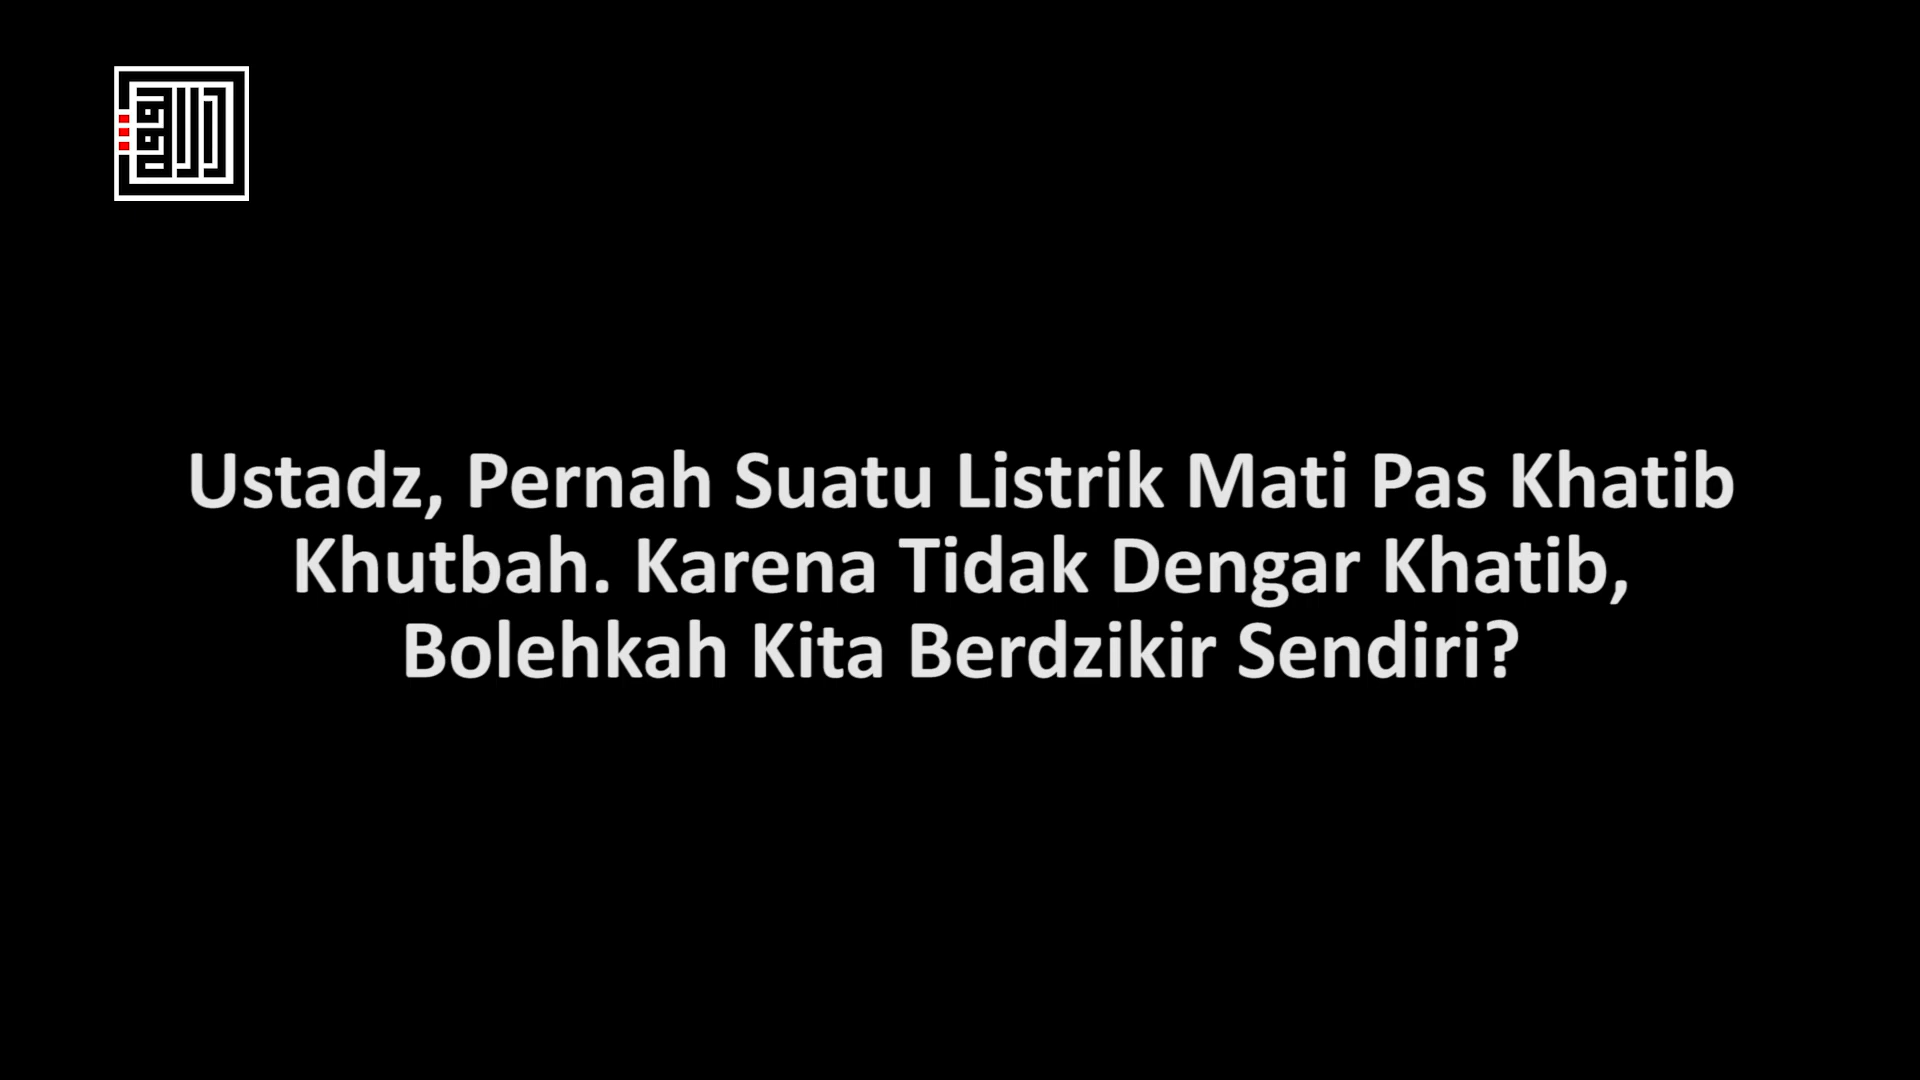 Ustadz, Pernah Suatu Listrik Mati Pas Khatib
Khutbah. Karena Tidak Dengar Khatib,
Bolehkah Kita Berdzikir Sendiri?